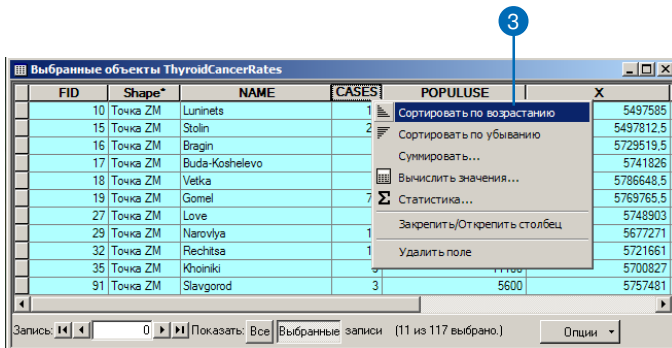 3
Выбранные объекты ThyroidCancerRates
FID Shape* NAME CASES POPULUSE X
10 Точка ZM Luninets 1 5497585
15 Точка ZM Stolin 2 5497812,5
16 Точка ZM Bragin 5729519,5
17 Точка ZM Buda-Koshelevo 5741826
18 Точка ZM Vetka 5786648,5
19 Точка ZM Gomel 7 5769765,5
27 Точка ZM Love 5748903
29 Точка ZM Narovlya 1 5677271
32 Точка ZM Rechitsa 1 5721661
35 Точка ZM Khoiniki 5700827
91 Точка ZM Slavgorod 3 5600 5757481
Сортировать по возрастанию
Сортировать по убыванию
Суммировать...
Вычислить значения...
Σ Статистика...
Закрепить/Открепить столбец
Удалить поле
Запись: 0 Показать: Все Выбранные записи (11 из 117 выбрано.) Опции